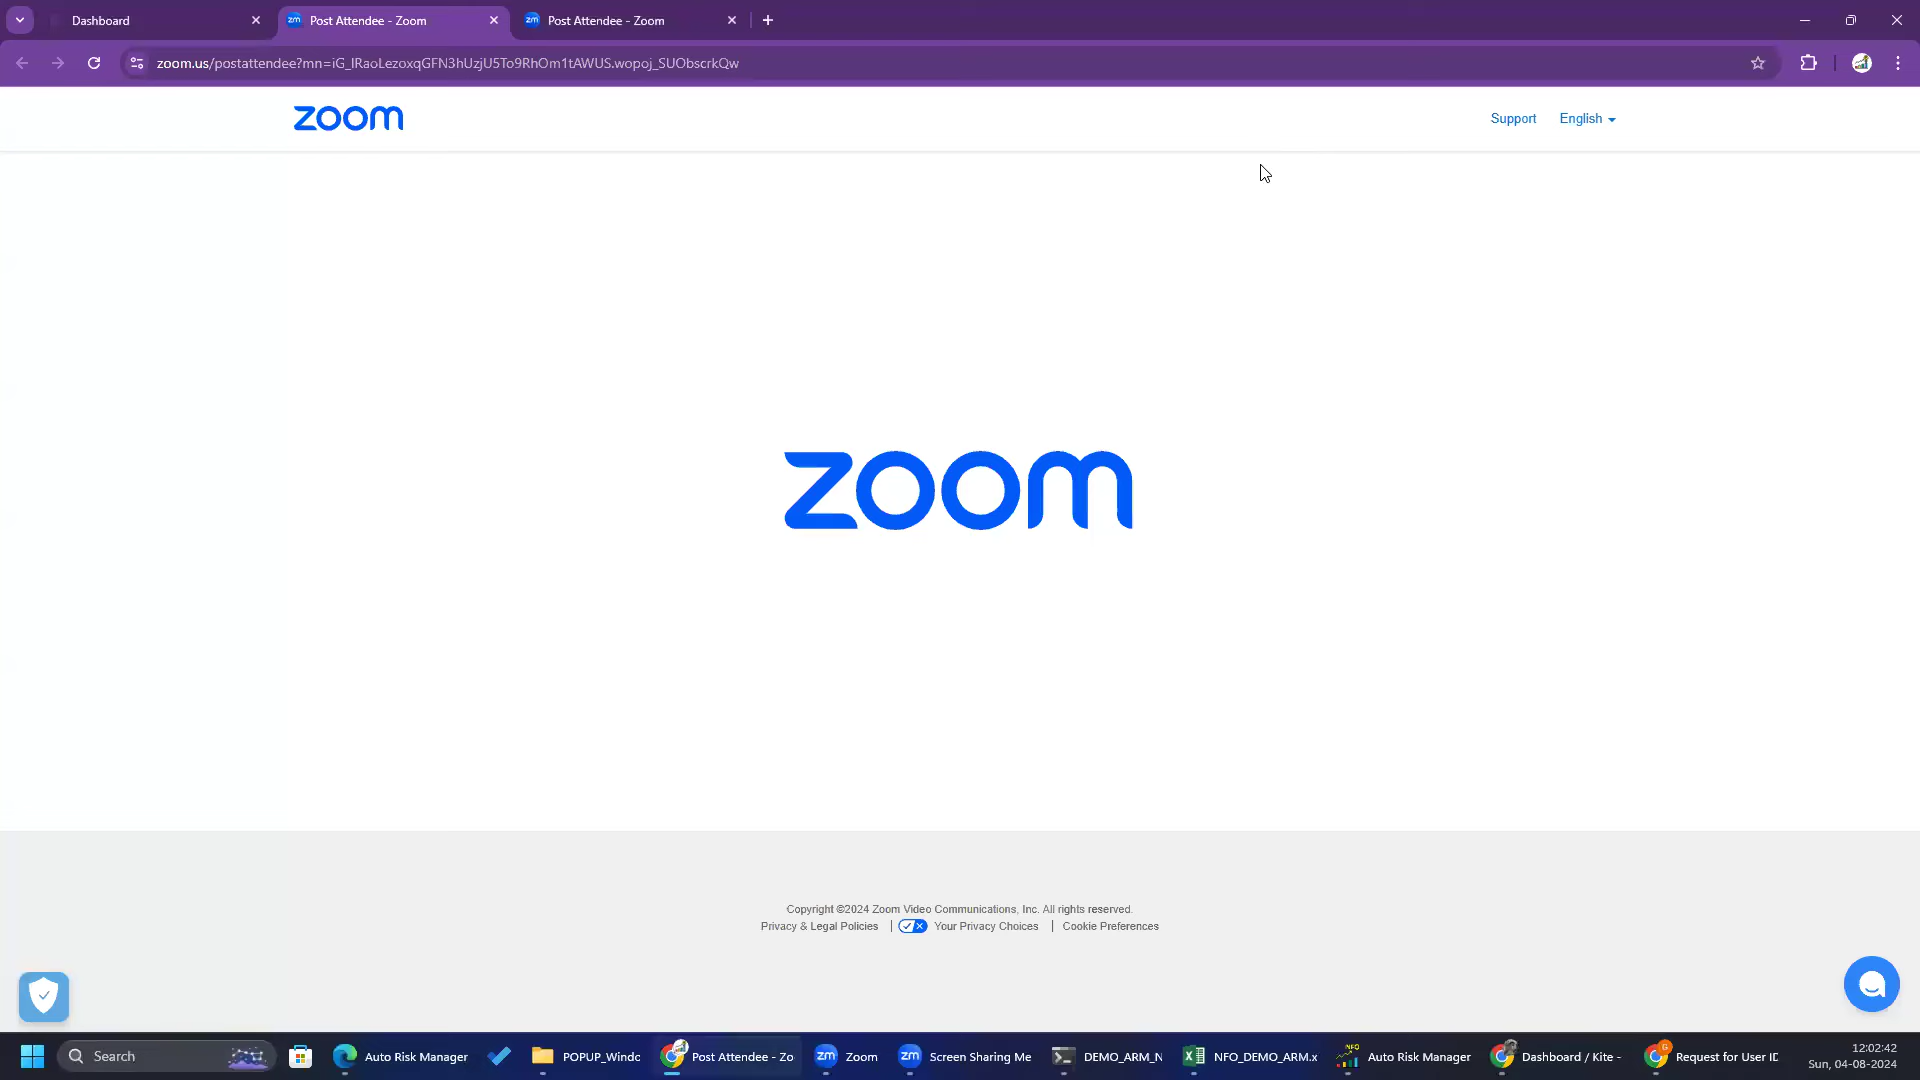 Dashboard
Post Attendee - Zoom
Post Attendee - Zoom
zoom.us/postattendee?mn=iG_lRaoLezoxqGFN3hUzjU5To9RhOm1tAWUS.wopoj_SUObscrkQw
zoom
Support
English
zoom
Copyright ©2024 Zoom Video Communications, Inc. All rights reserved.
Privacy & Legal Policies | Your Privacy Choices | Cookie Preferences
Search
Auto Risk Manager
POPUP_Windo
Post Attendee - Zo
Zoom
Screen Sharing Me
DEMO_ARM_N
NFO_DEMO_ARM.x
NFO
Auto Risk Manager
Dashboard / Kite -
Request for User ID
12:02:42
Sun, 04-08-2024